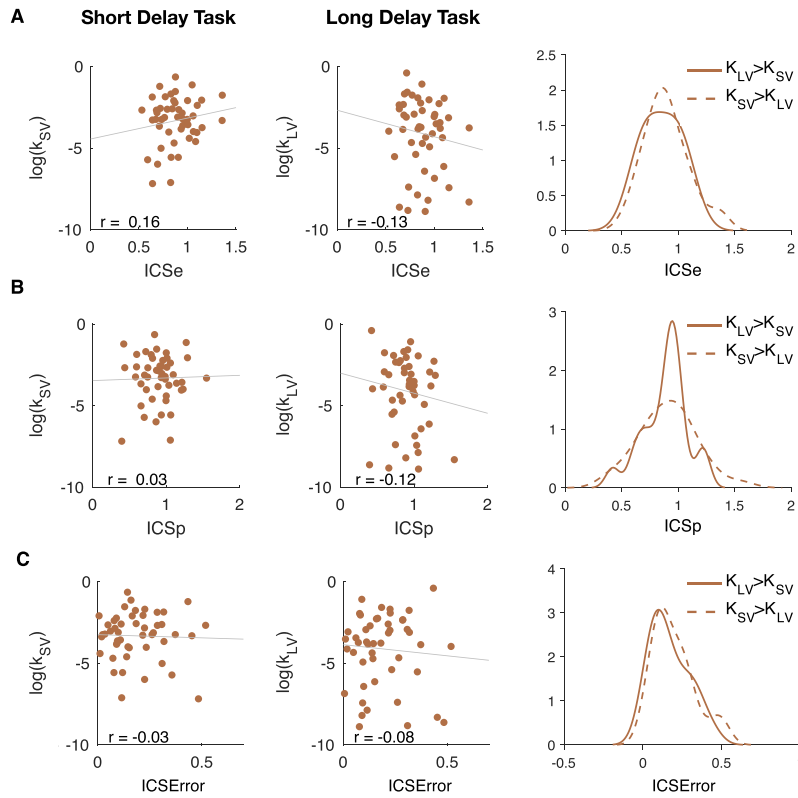 A
Short Delay Task
Long Delay Task
0
-5
-10
log(kSV)
r = 0.16
0
0.5
1
1.5
ICSe
0
-5
-10
log(kLV)
r = -0.13
0
0.5
1
1.5
ICSe
2.5
2
1.5
1
0.5
0
KLV>KSV
KSV>KLV
0
0.5
1
1.5
2
ICSe
B
0
-5
-10
log(kSV)
r = 0.03
0
1
2
ICSp
0
-5
-10
log(kLV)
r = -0.12
0
1
2
ICSp
3
2
1
0
KLV>KSV
KSV>KLV
0
0.5
1
1.5
2
ICSp
C
0
-5
-10
log(kSV)
r = -0.03
0
0.5
ICSError
0
-5
-10
log(kLV)
r = -0.08
0
0.5
ICSError
4
3
2
1
0
KLV>KSV
KSV>KLV
-0.5
0
0.5
ICSError